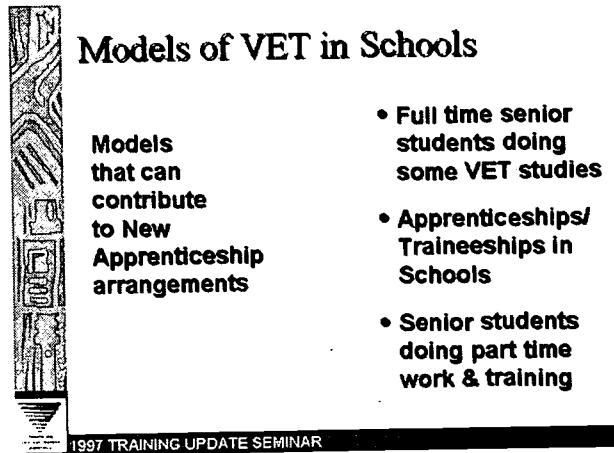 Models of VET in Schools
Models
that can
contribute
to New
Apprenticeship
arrangements
• Full time senior
students doing
some VET studies
• Apprenticeships/
Traineeships in
Schools
• Senior students
doing part time
work & training
1997 TRAINING UPDATE SEMINAR